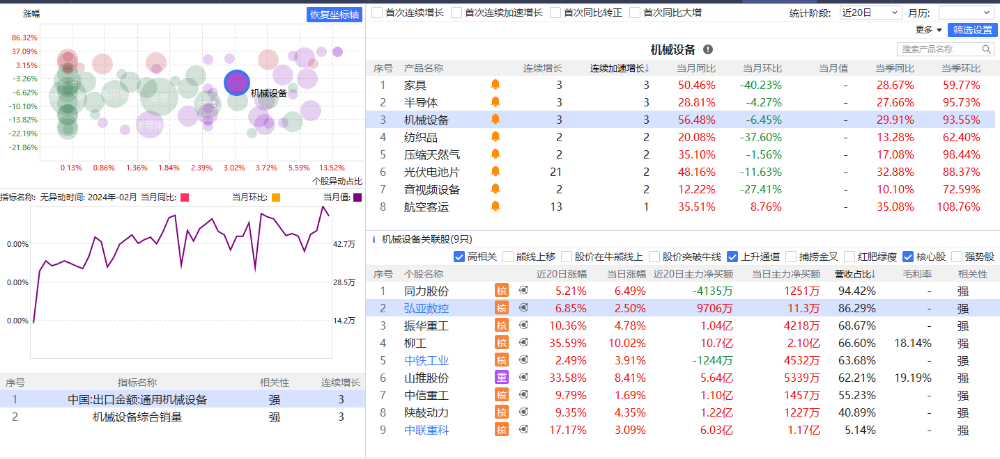 涨幅
恢复坐标轴
86.32%
37.09%
3.15%
-3.26%
-6.62%
-10.10%
-13.82%
-22.19%
-21.86%
机械设备
乘用车
半导体
0.13% 0.86% 1.36% 1.84% 2.39% 3.02% 3.72% 5.59% 13.52%
个股异动占比
指标名称: 无异动时间: 2024年-02月 当月同比: 当月环比: 当月值:
0.00% 42.7万
0.00% 28.5万
0.00% 14.2万
序号 指标名称 相关性 连续增长
1 中国:出口金额:通用机械设备 强 3
2 机械设备综合销量 强 3
首次连续增长 首次连续加速增长 首次同比转正 首次同比大增 统计阶段: 近20日 月历:
更多 筛选设置
机械设备 搜索产品名称
序号 产品名称 连续增长 连续加速增长↓ 当月同比 当月环比 当月值 当季同比 当季环比
1 家具 3 3 50.46% -40.23% - 28.67% 59.77%
2 半导体 3 3 28.81% -4.27% - 27.66% 95.73%
3 机械设备 3 3 56.48% -6.45% - 29.91% 93.55%
4 纺织品 2 2 20.08% -37.60% - 13.28% 62.40%
5 压缩天然气 2 2 35.10% -1.56% - 17.08% 98.44%
6 光伏电池片 21 2 48.16% -11.63% - 32.88% 88.37%
7 音视频设备 2 2 12.22% -27.41% - 10.10% 72.59%
8 航空客运 13 1 35.51% 8.76% - 35.08% 108.76%
机械设备关联股(9只)
高相关 熊线上移 股价在牛熊线上 股价突破牛线 上升通道 捕捞金叉 红肥绿瘦 核心股 强势股
序号 个股名称 近20日涨幅 当日涨幅 近20日主力净买额 当日主力净买额 营收占比↓ 毛利率 相关性
1 同力股份 核 5.21% 6.49% -4135万 1251万 94.42% - 强
2 弘亚数控 核 6.85% 2.50% 9706万 11.3万 86.29% - 强
3 振华重工 核 10.36% 4.78% 1.04亿 4218万 68.67% - 强
4 柳工 核 35.59% 10.02% 10.7亿 2.10亿 66.60% 18.14% 强
5 中铁工业 核 2.49% 3.91% -1244万 4532万 63.68% - 强
6 山推股份 重 33.58% 8.41% 5.64亿 5339万 62.21% 19.19% 强
7 中信重工 核 9.79% 1.69% 1.10亿 1457万 55.23% - 强
8 陕鼓动力 核 9.35% 4.35% 1.22亿 1227万 40.89% - 强
9 中联重科 核 17.17% 3.09% 6.03亿 1.17亿 5.14% - 强